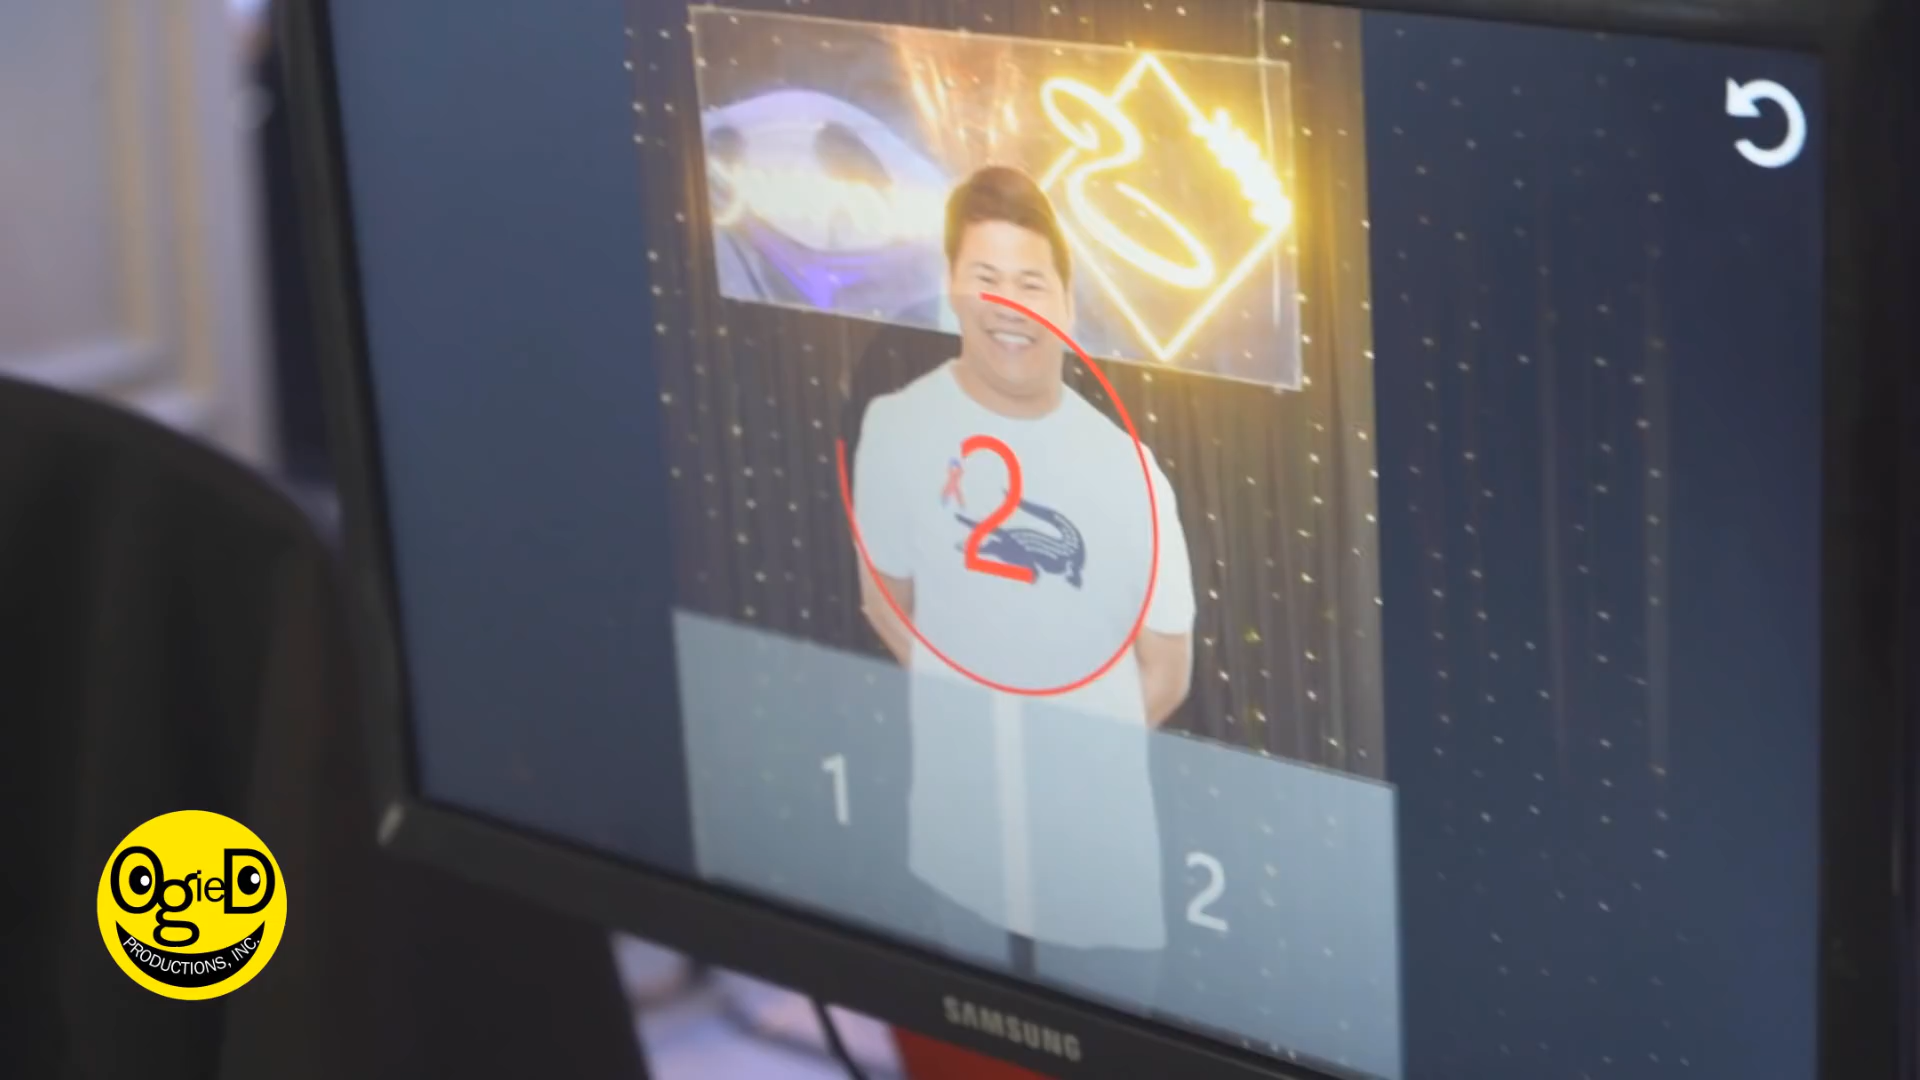 2
1
2
SAMSUNG
OgieD
PRODUCTIONS, INC.